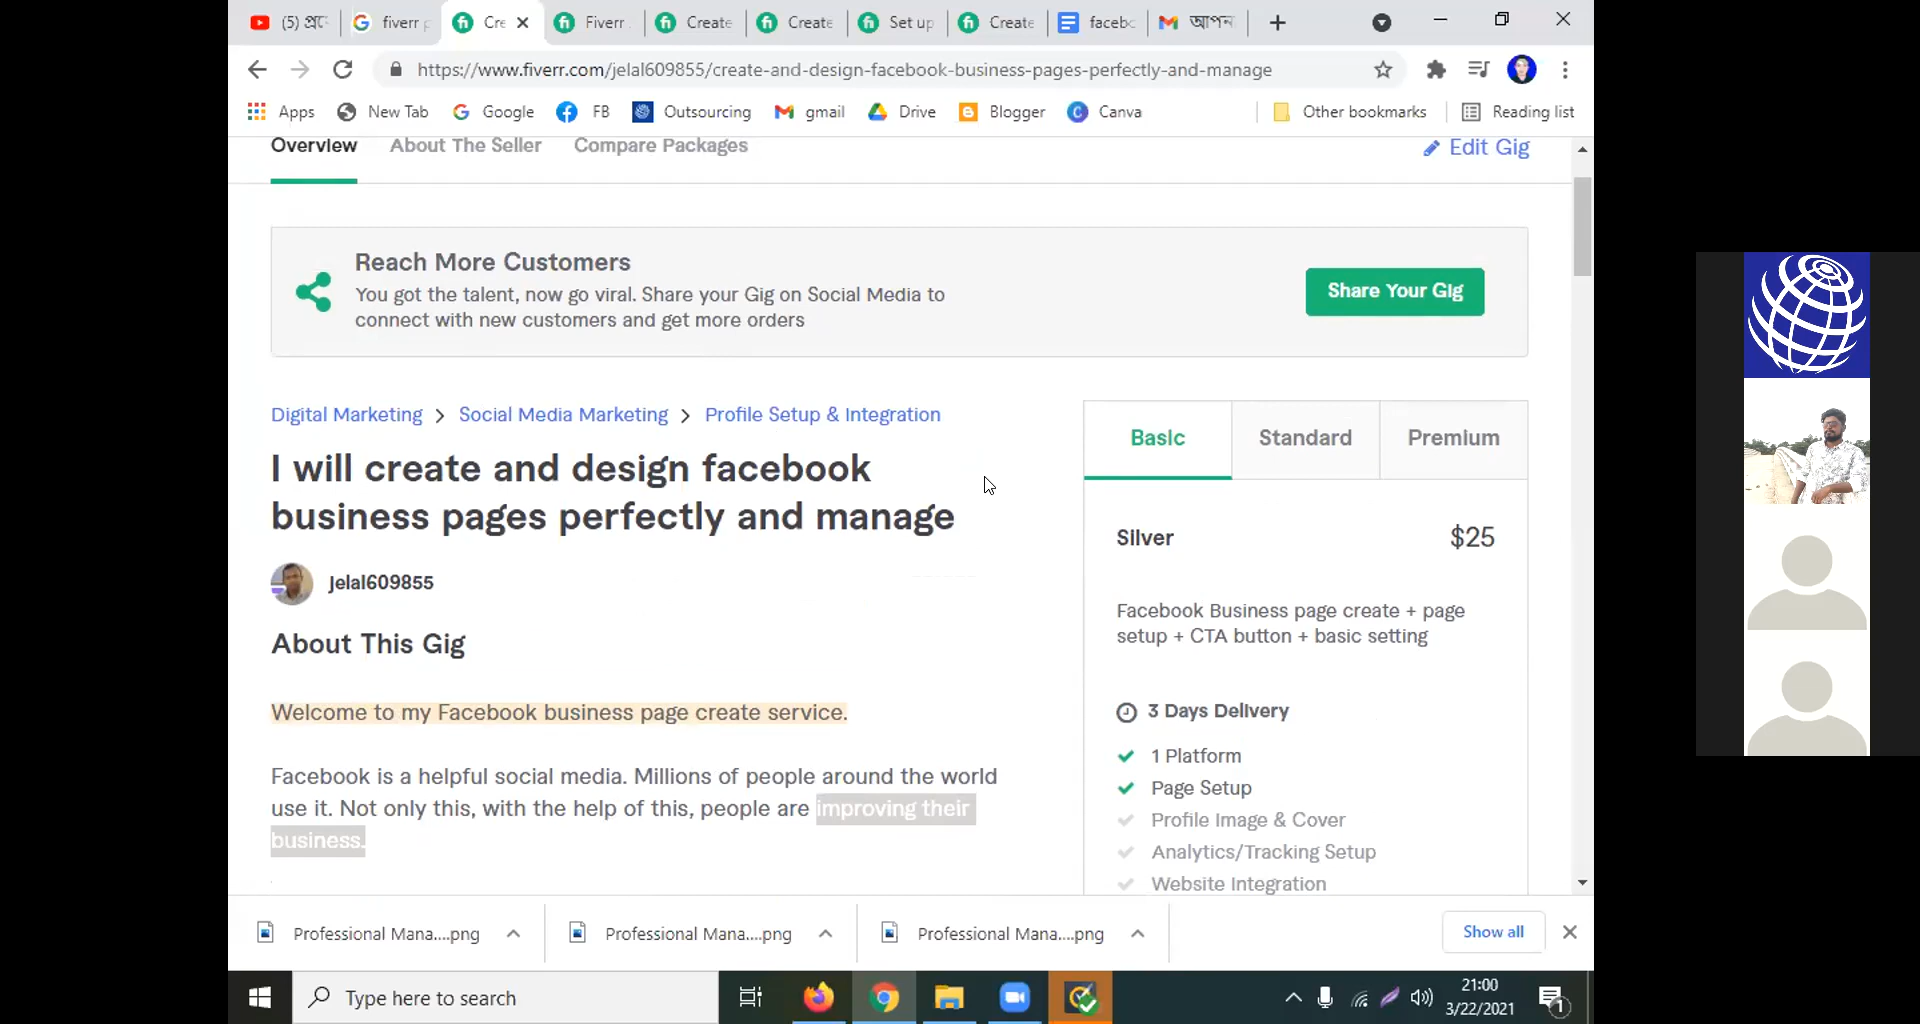 (5) প্রফে
fiverr p
Cre
Fiverr
Create
Create
Set up
Create
facebo
আপনা
https://www.fiverr.com/jelal609855/create-and-design-facebook-business-pages-perfectly-and-manage
Apps
New Tab
Google
FB
Outsourcing
gmail
Drive
Blogger
Canva
Other bookmarks
Reading list
Overview
About The Seller
Compare Packages
Edit Gig
Reach More Customers
You got the talent, now go viral. Share your Gig on Social Media to
connect with new customers and get more orders
Share Your Gig
Digital Marketing > Social Media Marketing > Profile Setup & Integration
I will create and design facebook
business pages perfectly and manage
jelal609855
About This Gig
Welcome to my Facebook business page create service.
Facebook is a helpful social media. Millions of people around the world
use it. Not only this, with the help of this, people are improving their
business.
Basic
Standard
Premium
Silver
$25
Facebook Business page create + page
setup + CTA button + basic setting
3 Days Delivery
1 Platform
Page Setup
Profile Image & Cover
Analytics/Tracking Setup
Website Integration
Professional Mana....png
Professional Mana....png
Professional Mana....png
Show all
Type here to search
21:00
3/22/2021
1